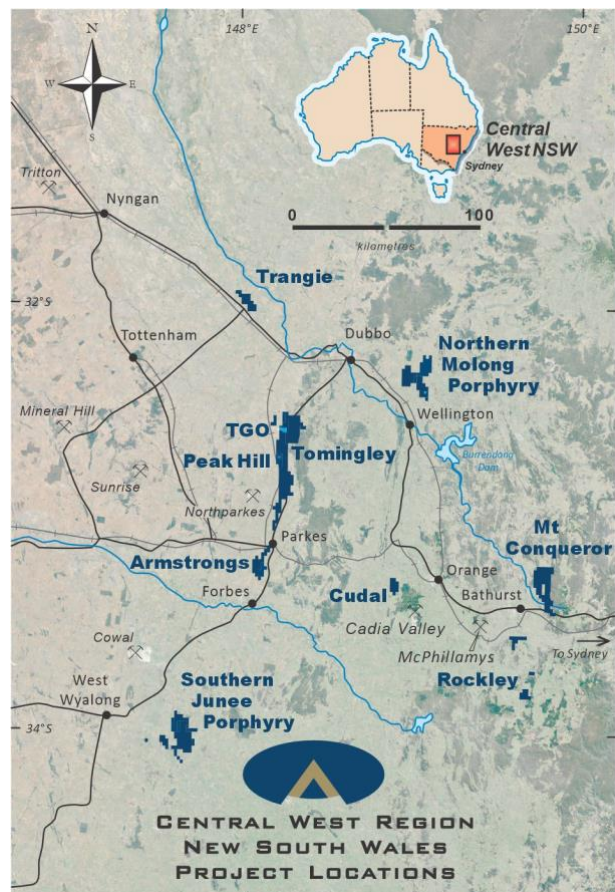 148°E
150°E
N
W
E
S
Central
West NSW
Sydney
Tritton
0
100
kilometres
Nyngan
Trangie
32°S
Dubbo
Tottenham
Northern
Molong
Porphyry
Mineral Hill
Wellington
TGO
Tomingley
Peak Hill
Burrendong
Dam
Sunrise
Northparkes
Parkes
Mt
Conqueror
Armstrongs
Orange
Cudal
Bathurst
Forbes
Cadia Valley
Cowal
McPhillamys
To Sydney
West
Wyalong
Southern
Junee
Porphyry
Rockley
34°S
CENTRAL WEST REGION
NEW SOUTH WALES
PROJECT LOCATIONS